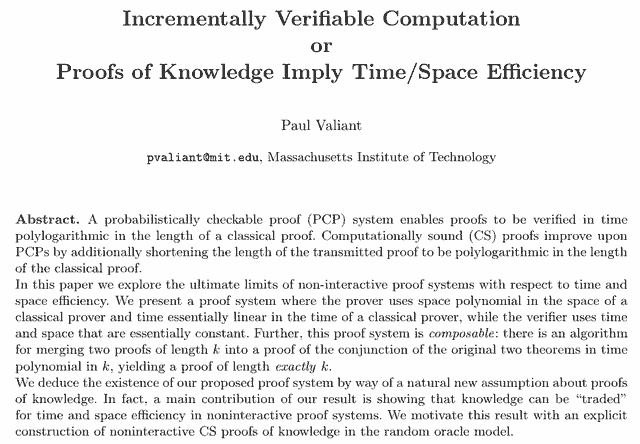 Incrementally Verifiable Computation
or
Proofs of Knowledge Imply Time/Space Efficiency
Paul Valiant
pvaliant@mit.edu, Massachusetts Institute of Technology
Abstract. A probabilistically checkable proof (PCP) system enables proofs to be verified in time
polylogarithmic in the length of a classical proof. Computationally sound (CS) proofs improve upon
PCPs by additionally shortening the length of the transmitted proof to be polylogarithmic in the length
of the classical proof.
In this paper we explore the ultimate limits of non-interactive proof systems with respect to time and
space efficiency. We present a proof system where the prover uses space polynomial in the space of a
classical prover and time essentially linear in the time of a classical prover, while the verifier uses time
and space that are essentially constant. Further, this proof system is composable: there is an algorithm
for merging two proofs of length k into a proof of the conjunction of the original two theorems in time
polynomial in k, yielding a proof of length exactly k.
We deduce the existence of our proposed proof system by way of a natural new assumption about proofs
of knowledge. In fact, a main contribution of our result is showing that knowledge can be “traded”
for time and space efficiency in noninteractive proof systems. We motivate this result with an explicit
construction of noninteractive CS proofs of knowledge in the random oracle model.